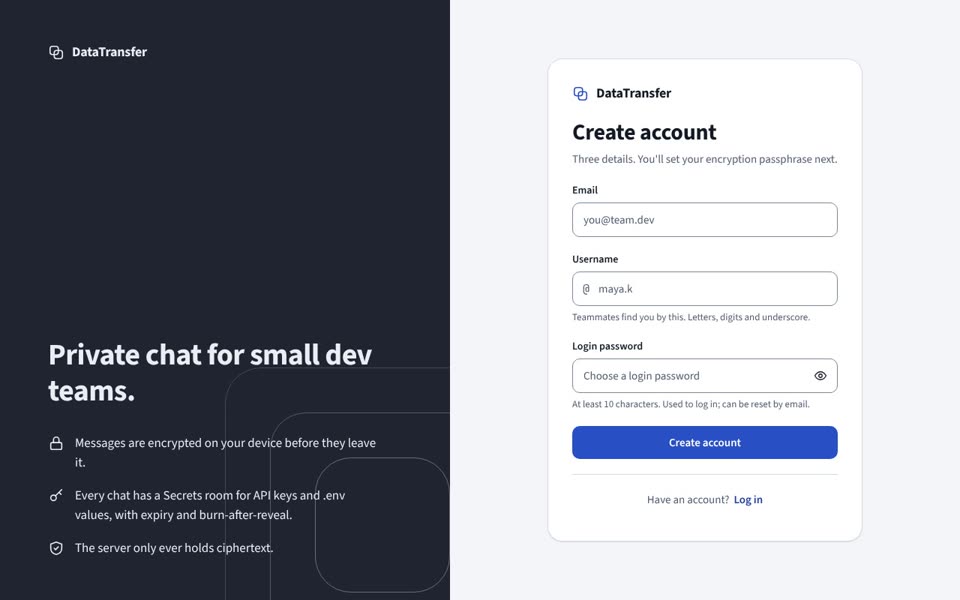 DataTransfer
Private chat for small dev
teams.
Messages are encrypted on your device before they leave
it.
Every chat has a Secrets room for API keys and .env
values, with expiry and burn-after-reveal.
The server only ever holds ciphertext.
DataTransfer
Create account
Three details. You'll set your encryption passphrase next.
Email
you@team.dev
Username
@ maya.k
Teammates find you by this. Letters, digits and underscore.
Login password
Choose a login password
At least 10 characters. Used to log in; can be reset by email.
Create account
Have an account? Log in